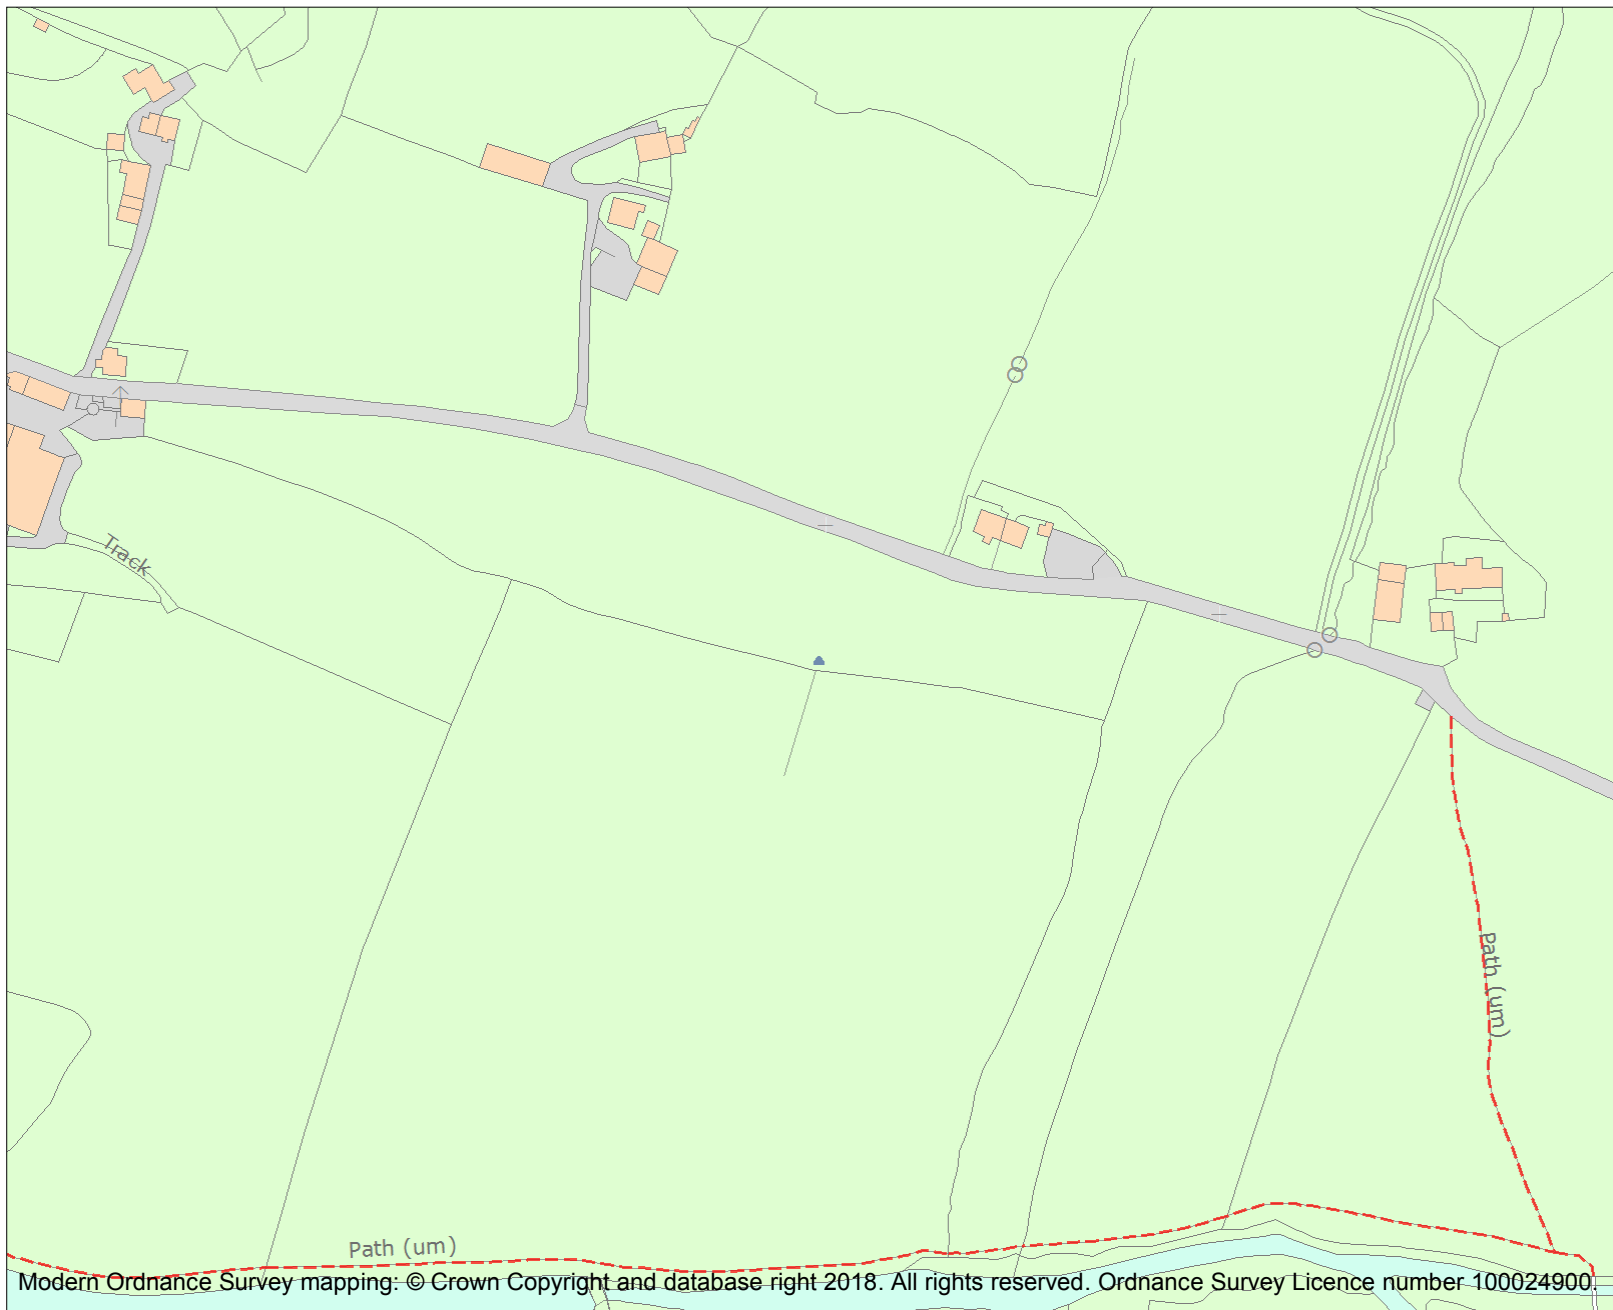 Track
Path (um)
Path (um)
Modern Ordnance Survey mapping: © Crown Copyright and database right 2018. All rights reserved. Ordnance Survey Licence number 100024900.